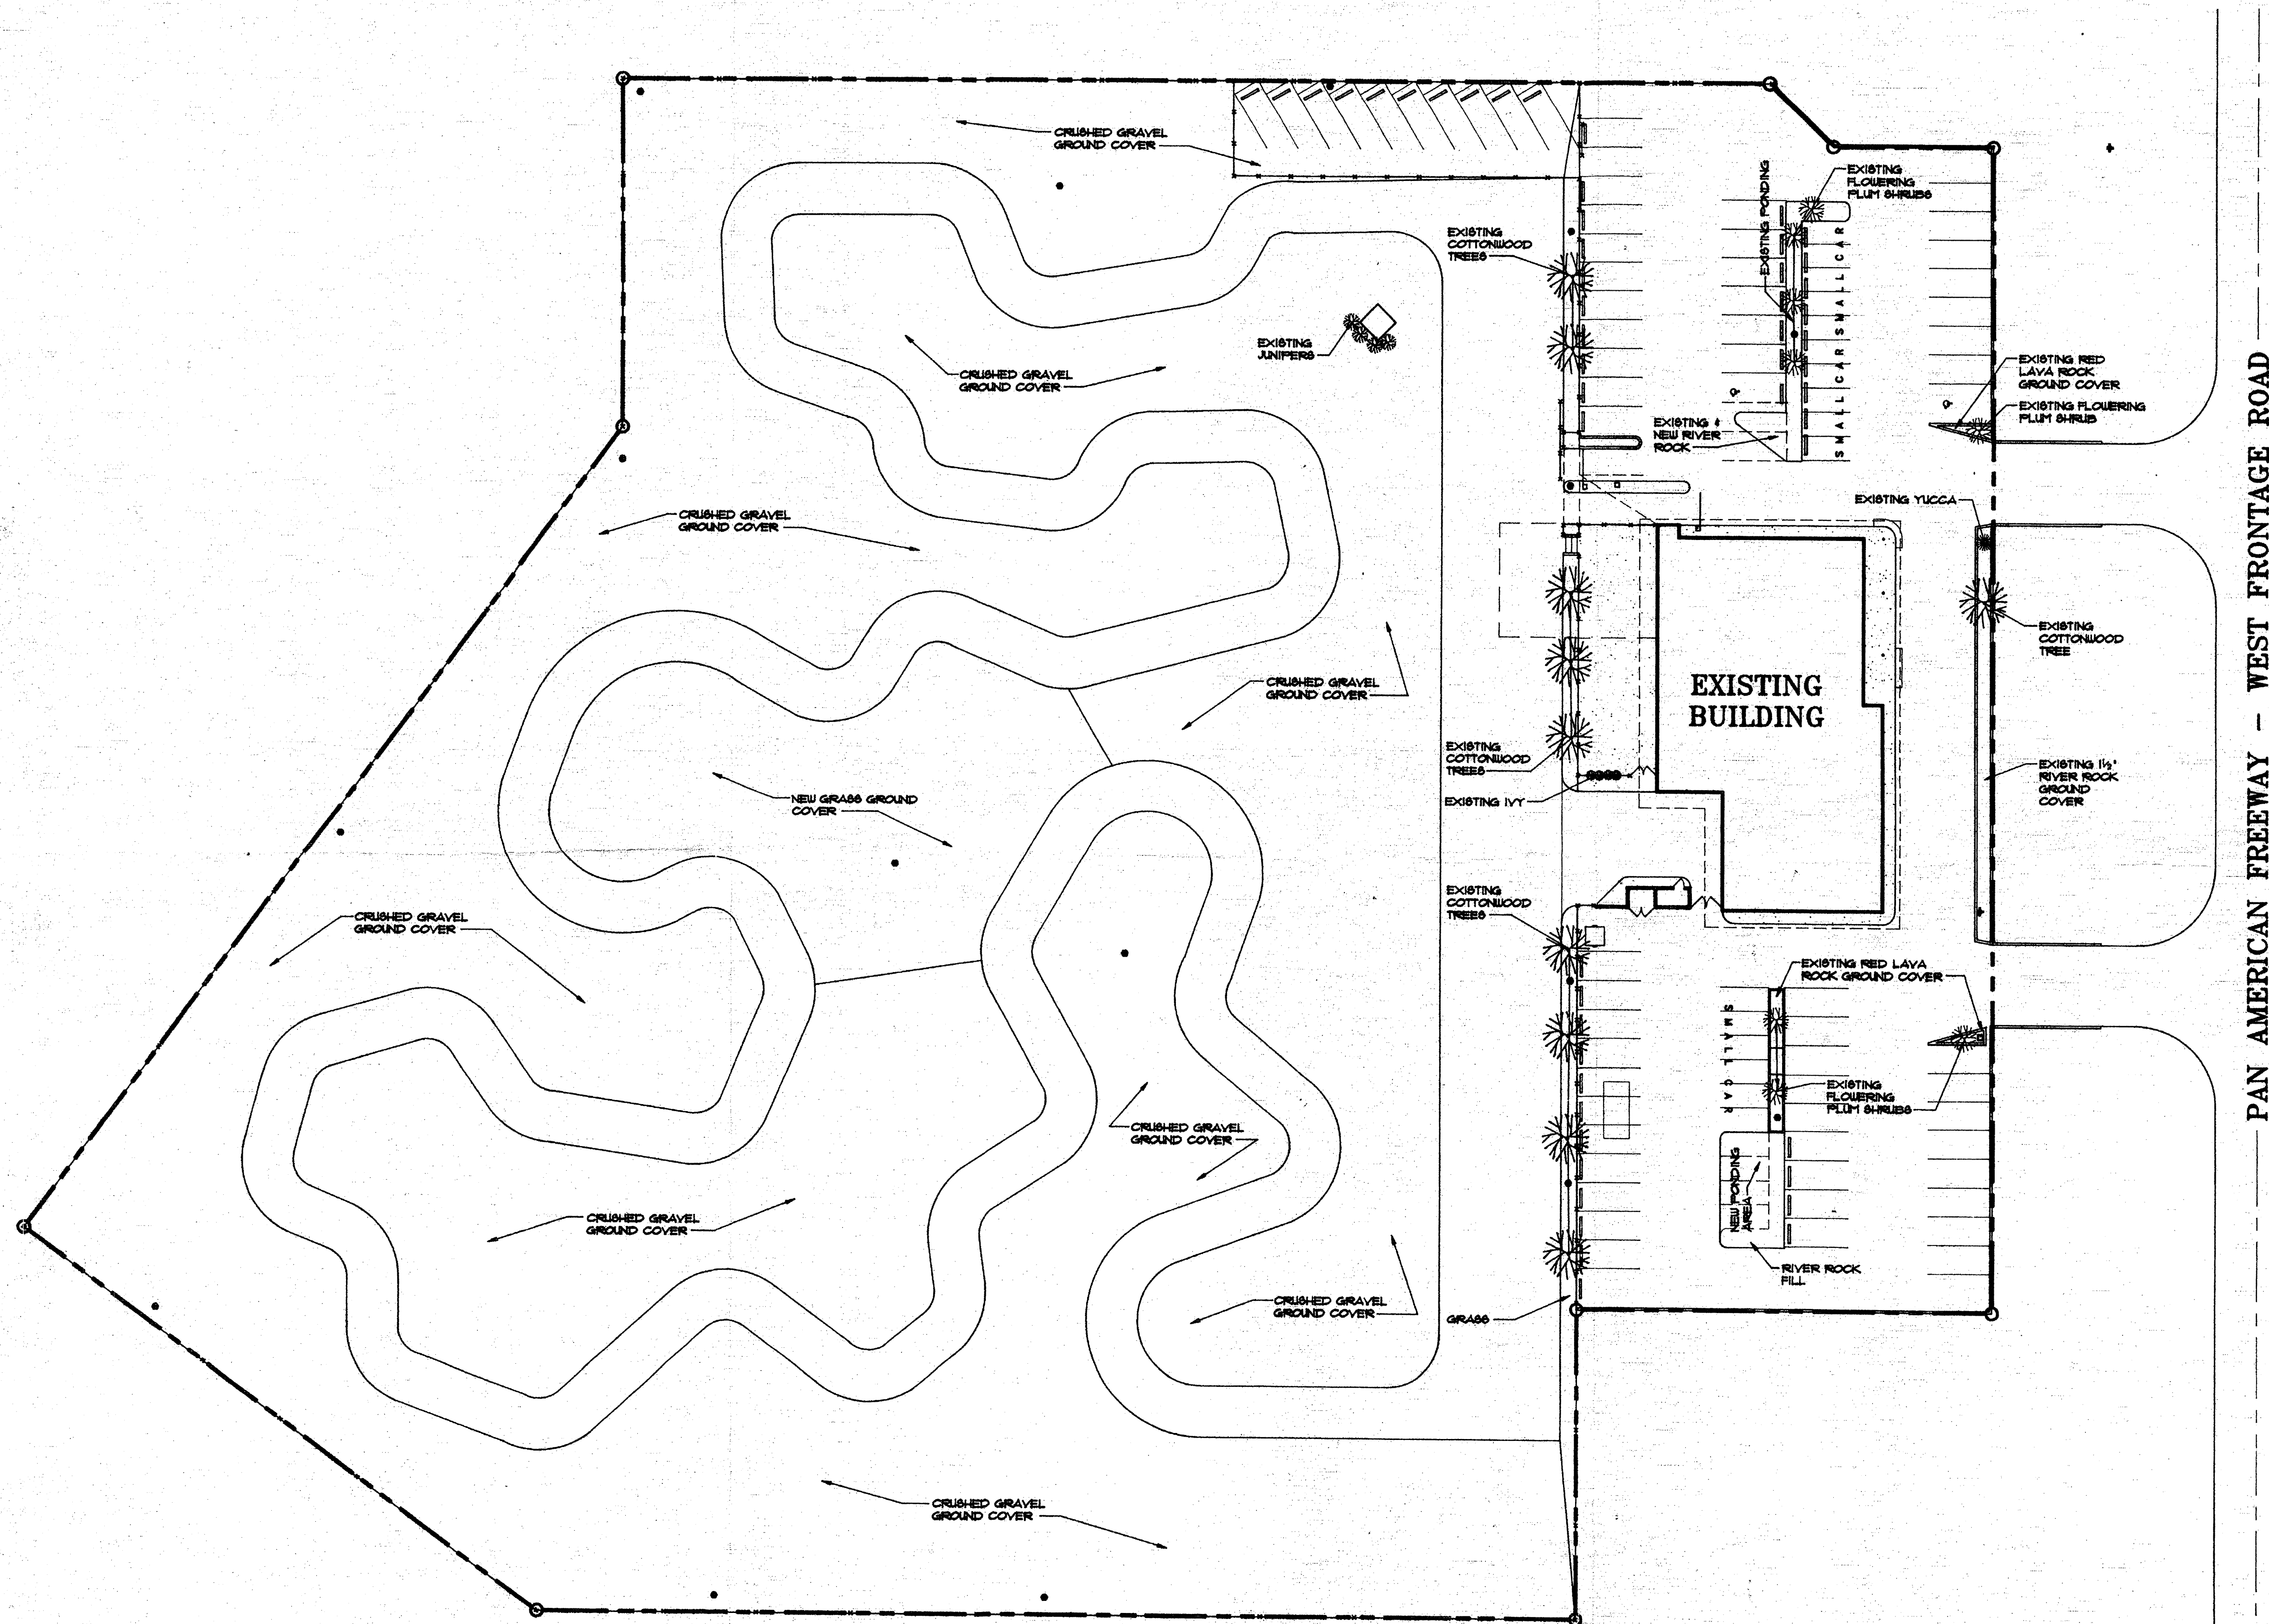 CRUSHED GRAVEL
GROUND COVER
EXISTING
FLOWERING
PLUM SHRUBS
EXISTING PONDING
EXISTING
COTTONWOOD
TREES
SMALL CAR
SMALL CAR
EXISTING
JUNIPERS
CRUSHED GRAVEL
GROUND COVER
EXISTING RED
LAVA ROCK
GROUND COVER
EXISTING FLOWERING
PLUM SHRUB
EXISTING &
NEW RIVER
ROCK
EXISTING YUCCA
CRUSHED GRAVEL
GROUND COVER
EXISTING
COTTONWOOD
TREE
CRUSHED GRAVEL
GROUND COVER
EXISTING
BUILDING
EXISTING
COTTONWOOD
TREES
EXISTING IVY
EXISTING 1½"
RIVER ROCK
GROUND
COVER
NEW GRASS GROUND
COVER
EXISTING
COTTONWOOD
TREES
CRUSHED GRAVEL
GROUND COVER
EXISTING RED LAVA
ROCK GROUND COVER
SMALL CAR
EXISTING
FLOWERING
PLUM SHRUBS
CRUSHED GRAVEL
GROUND COVER
NEW PONDING
AREA
CRUSHED GRAVEL
GROUND COVER
RIVER ROCK
FILL
CRUSHED GRAVEL
GROUND COVER
GRASS
CRUSHED GRAVEL
GROUND COVER
PAN AMERICAN FREEWAY - WEST FRONTAGE ROAD